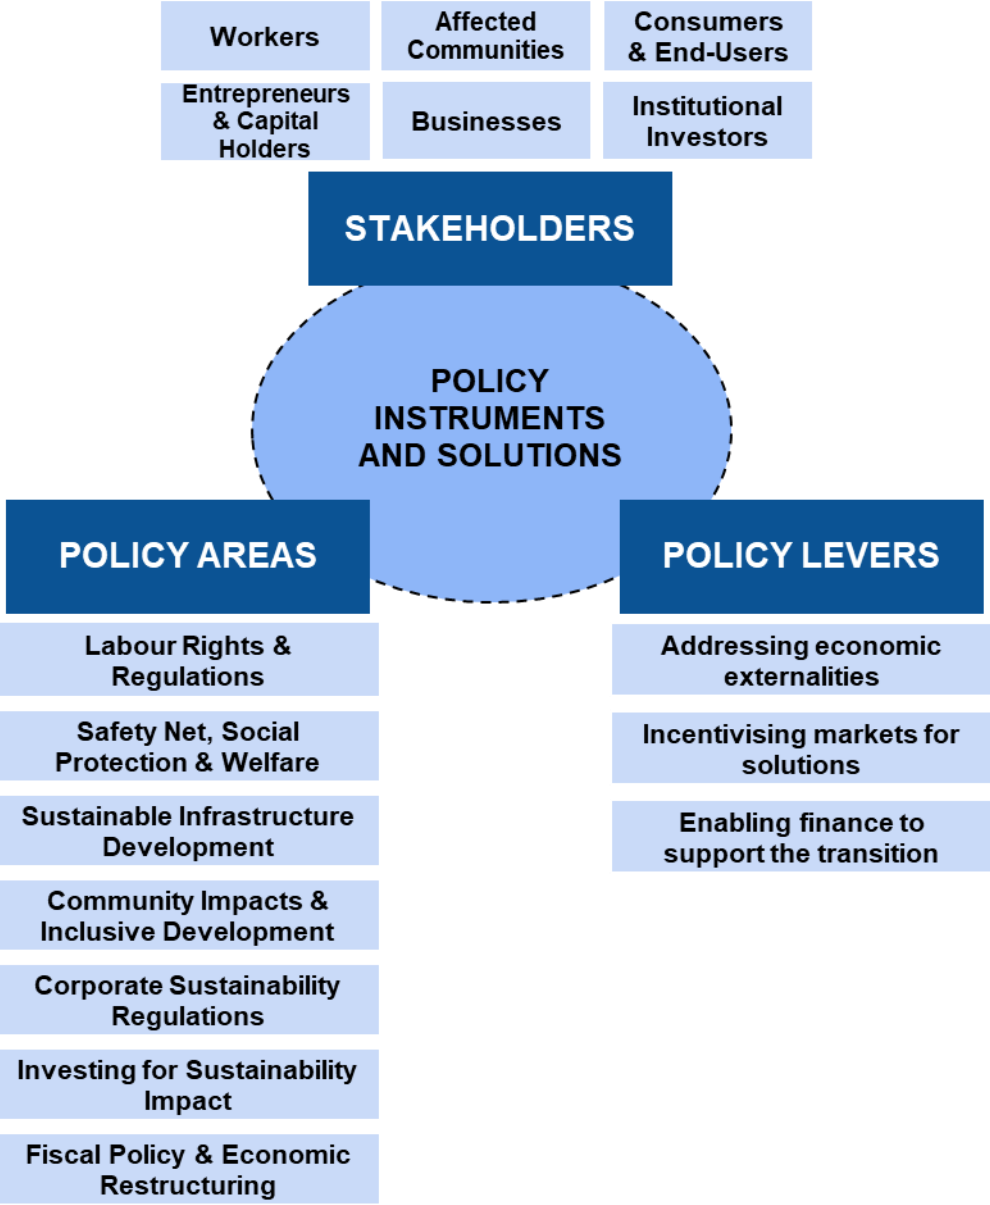 Workers
Affected
Communities
Consumers
& End-Users
Entrepreneurs
& Capital
Holders
Businesses
Institutional
Investors
STAKEHOLDERS
POLICY
INSTRUMENTS
AND SOLUTIONS
POLICY AREAS
Labour Rights &
Regulations
Safety Net, Social
Protection & Welfare
Sustainable Infrastructure
Development
Community Impacts &
Inclusive Development
Corporate Sustainability
Regulations
Investing for Sustainability
Impact
Fiscal Policy & Economic
Restructuring
POLICY LEVERS
Addressing economic
externalities
Incentivising markets for
solutions
Enabling finance to
support the transition